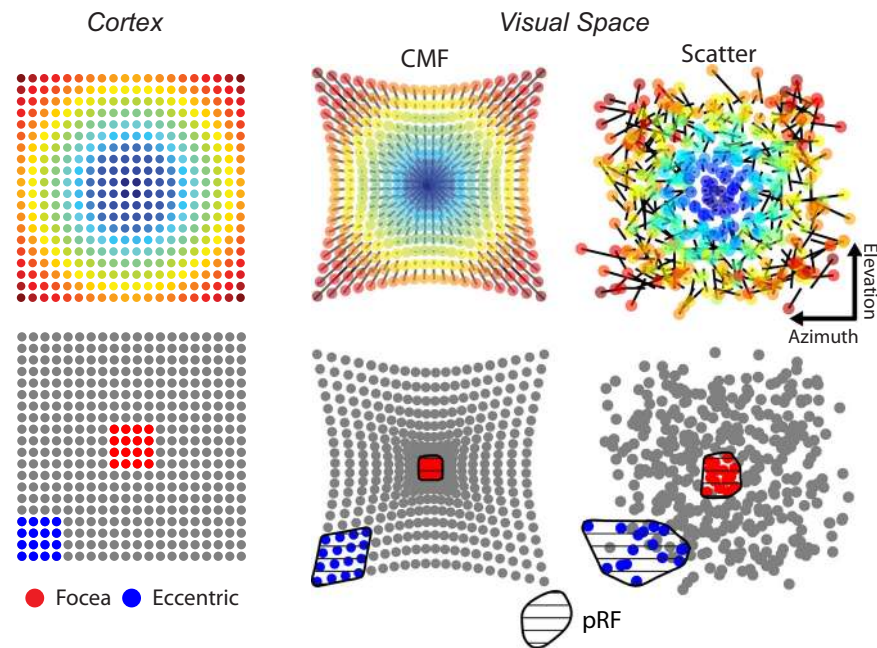 Cortex
Visual Space
CMF
Scatter
Elevation
Azimuth
Focea
Eccentric
pRF